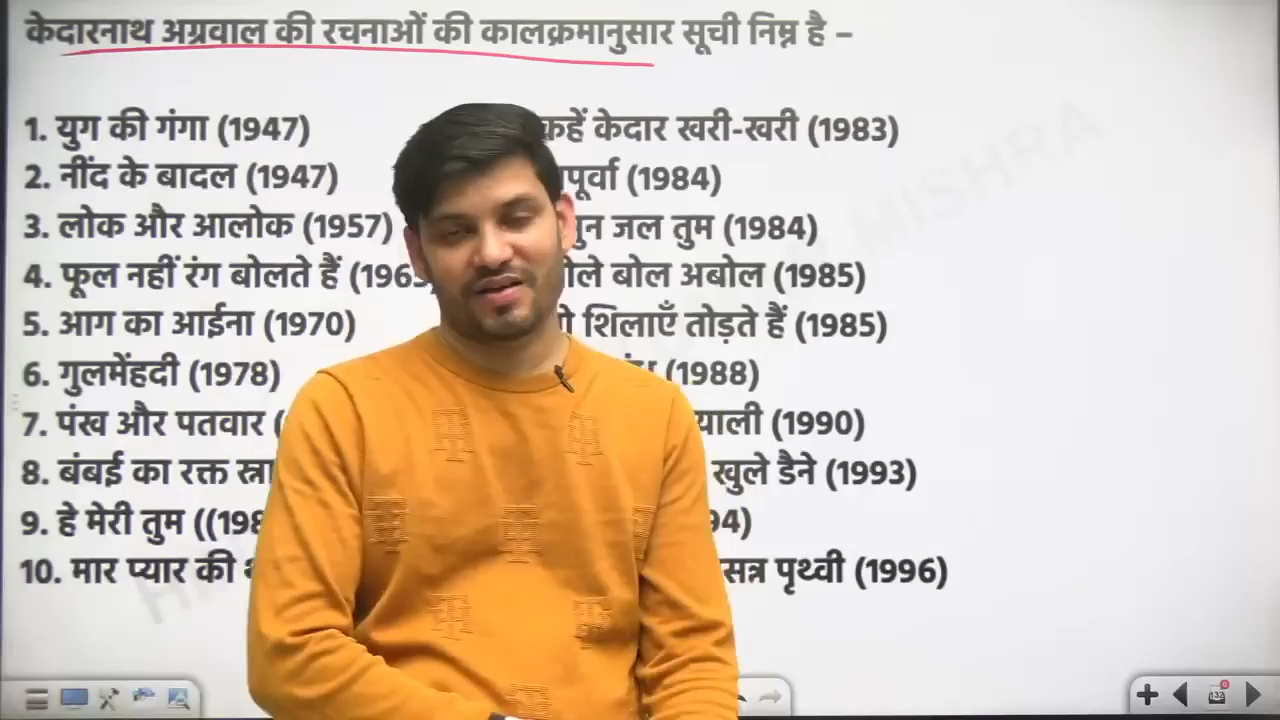 केदारनाथ अग्रवाल की रचनाओं की कालक्रमानुसार सूची निम्न है –
1. युग की गंगा (1947)
2. नींद के बादल (1947)
3. लोक और आलोक (1957)
4. फूल नहीं रंग बोलते हैं
5. आग का आईना (1970)
6. गुलमेंहदी (1978)
7. पंख और पतवार
8. बंबई का रक्त
9. हे मेरी तुम
10. मार प्यार की
कहें केदार खरी-खरी (1983)
(1984)
जल तुम (1984)
बोल अबोल (1985)
शिलाएँ तोड़ते हैं (1985)
(1988)
(1990)
खुले डैने (1993)
पृथ्वी (1996)
MISHRA
132